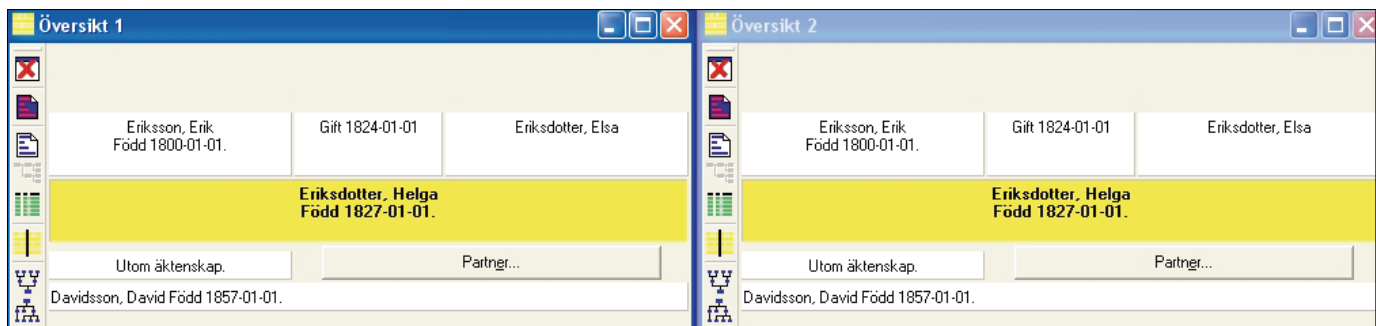 Översikt 1
Eriksson, Erik
Född 1800-01-01.
Gift 1824-01-01
Eriksdotter, Elsa
Eriksdotter, Helga
Född 1827-01-01.
Utom äktenskap.
Partner...
Davidsson, David Född 1857-01-01.
Översikt 2
Eriksson, Erik
Född 1800-01-01.
Gift 1824-01-01
Eriksdotter, Elsa
Eriksdotter, Helga
Född 1827-01-01.
Utom äktenskap.
Partner...
Davidsson, David Född 1857-01-01.